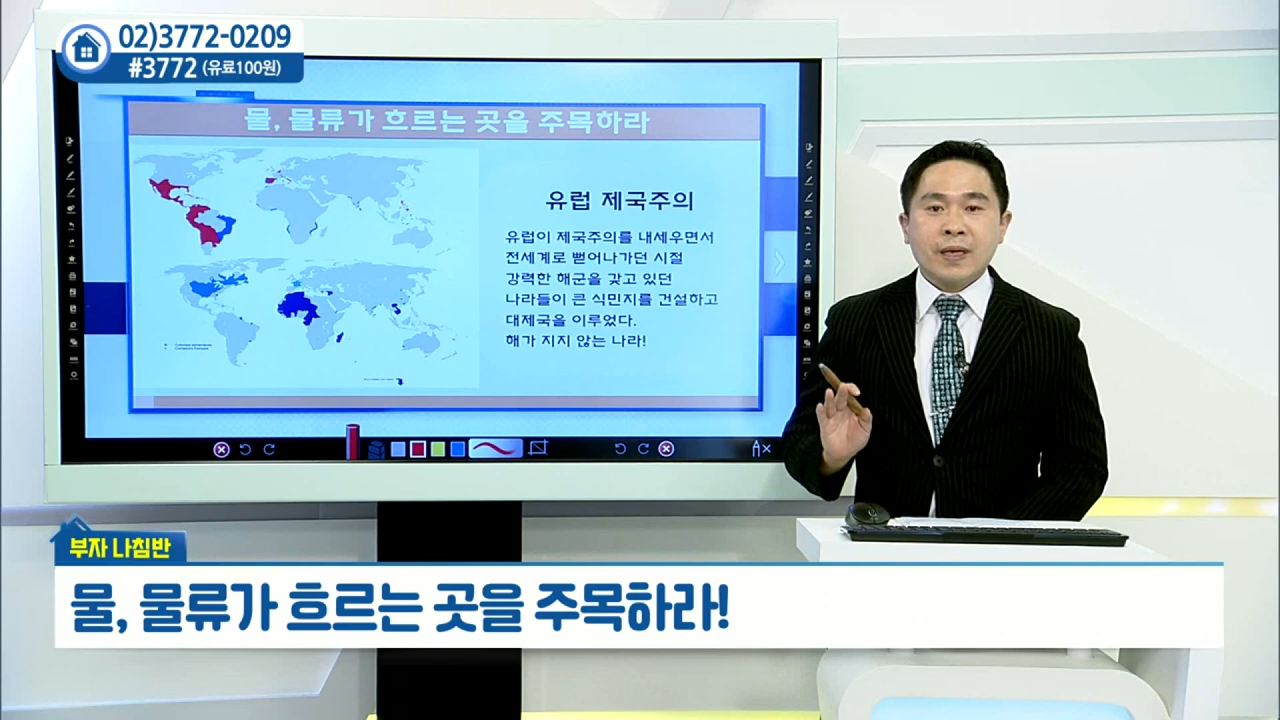 02)3772-0209
#3772 (유료100원)
물, 물류가 흐르는 곳을 주목하라
유럽 제국주의
유럽이 제국주의를 내세우면서
전세계로 뻗어나가던 시절
강력한 해군을 갖고 있던
나라들이 큰 식민지를 건설하고
대제국을 이루었다.
해가 지지 않는 나라!
부자 나침반
물, 물류가 흐르는 곳을 주목하라!